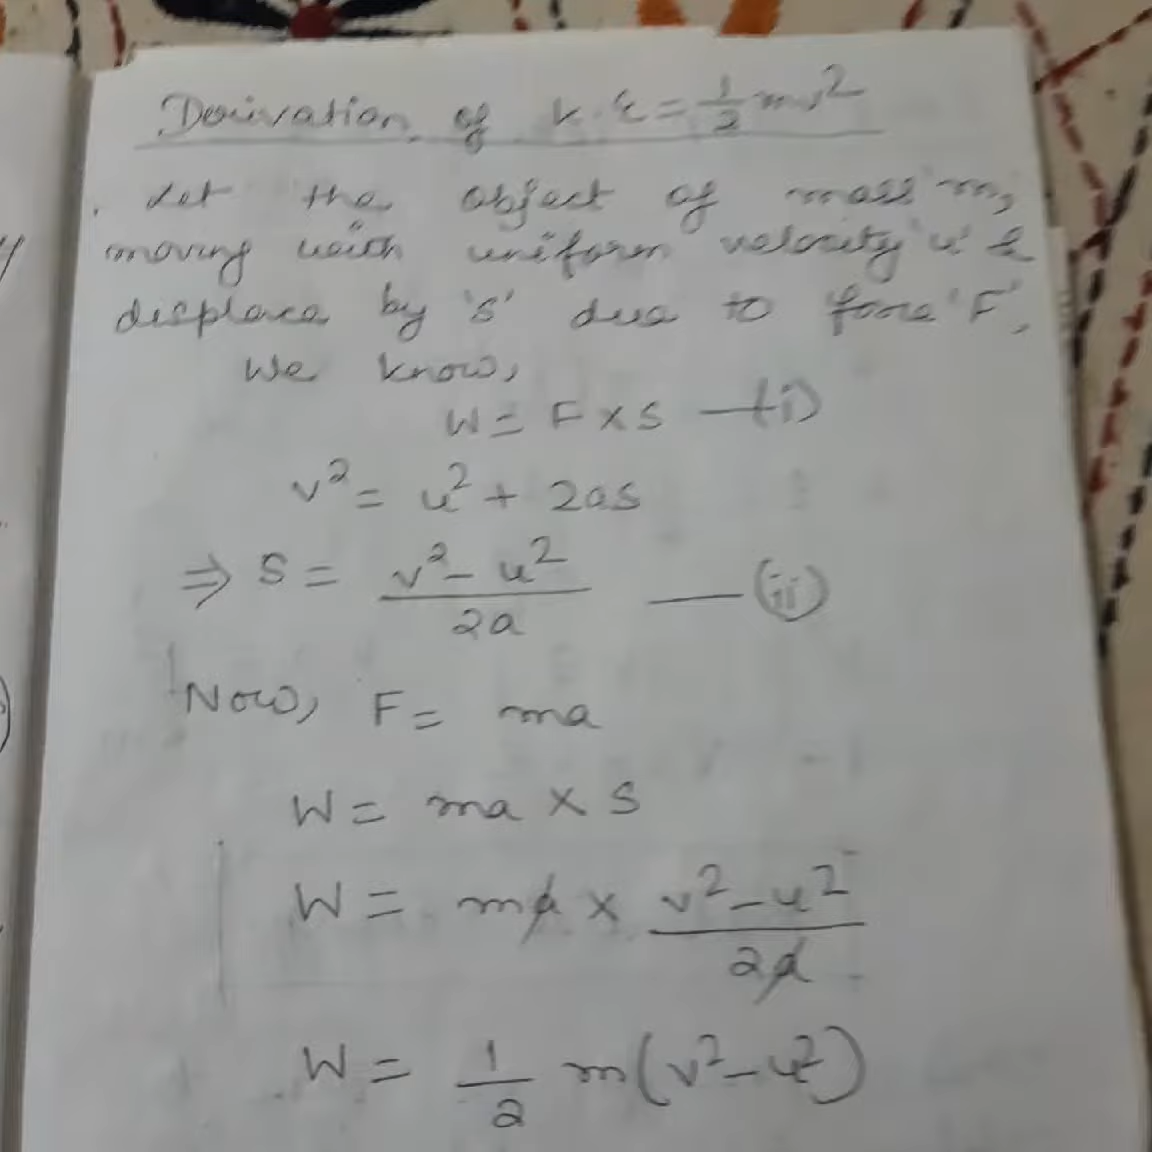 Derivation of K.E = 1/2 mv²
Let the object of mass 'm,
moving with uniform velocity 'u' &
displace by 's' due to force 'F'.
We know,
W = F × S —(i)
v² = u² + 2as
⇒ S = (v² – u²)/2a —(ii)
Now, F = ma
W = ma × S
W = ma × (v² – u²)/2a
W = 1/2 m(v² – u²)